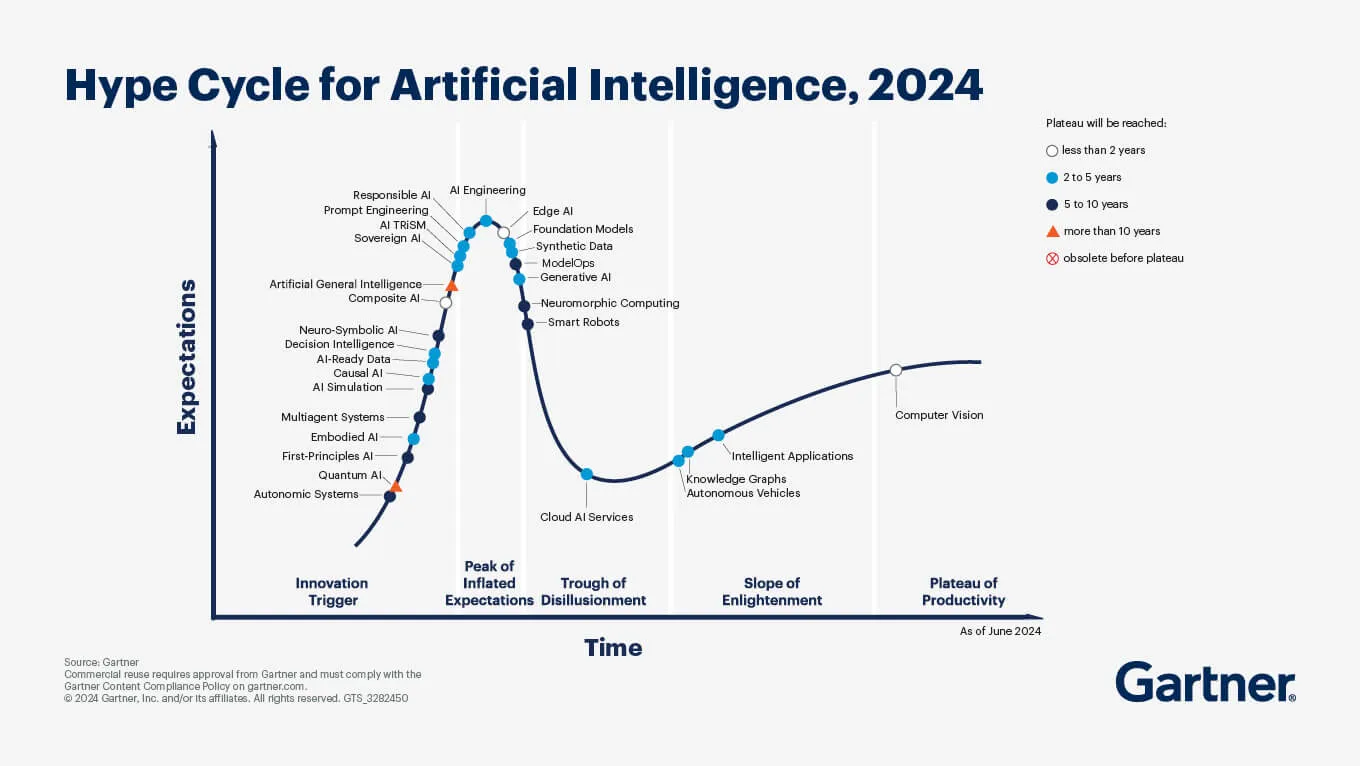 Hype Cycle for Artificial Intelligence, 2024
Plateau will be reached:
less than 2 years
2 to 5 years
5 to 10 years
more than 10 years
obsolete before plateau
Expectations
Responsible AI
Prompt Engineering
AI TRiSM
Sovereign AI
Artificial General Intelligence
Composite AI
Neuro-Symbolic AI
Decision Intelligence
AI-Ready Data
Causal AI
AI Simulation
Multiagent Systems
Embodied AI
First-Principles AI
Quantum AI
Autonomic Systems
AI Engineering
Edge AI
Foundation Models
Synthetic Data
ModelOps
Generative AI
Neuromorphic Computing
Smart Robots
Cloud AI Services
Knowledge Graphs
Autonomous Vehicles
Intelligent Applications
Computer Vision
Innovation
Trigger
Peak of
Inflated
Expectations
Trough of
Disillusionment
Slope of
Enlightenment
Plateau of
Productivity
As of June 2024
Time
Source: Gartner
Commercial reuse requires approval from Gartner and must comply with the
Gartner Content Compliance Policy on gartner.com.
© 2024 Gartner, Inc. and/or its affiliates. All rights reserved. GTS_3282450
Gartner®